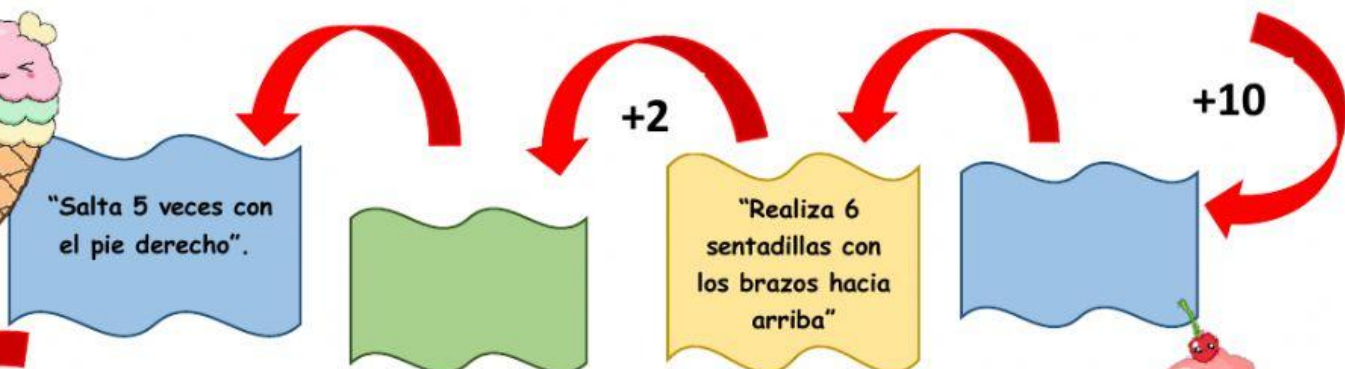 +2
+10
"Salta 5 veces con
el pie derecho".
"Realiza 6
sentadillas con
los brazos hacia
arriba"